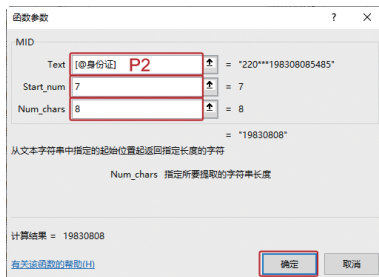 函数参数 ? ×
MID
Text [@身份证] P2 = "220***198308085485"
Start_num 7 = 7
Num_chars 8 = 8
= "19830808"
从文本字符串中指定的起始位置起返回指定长度的字符
Num_chars 指定所要提取的字符串长度
计算结果 = 19830808
有关该函数的帮助(H) 确定 取消